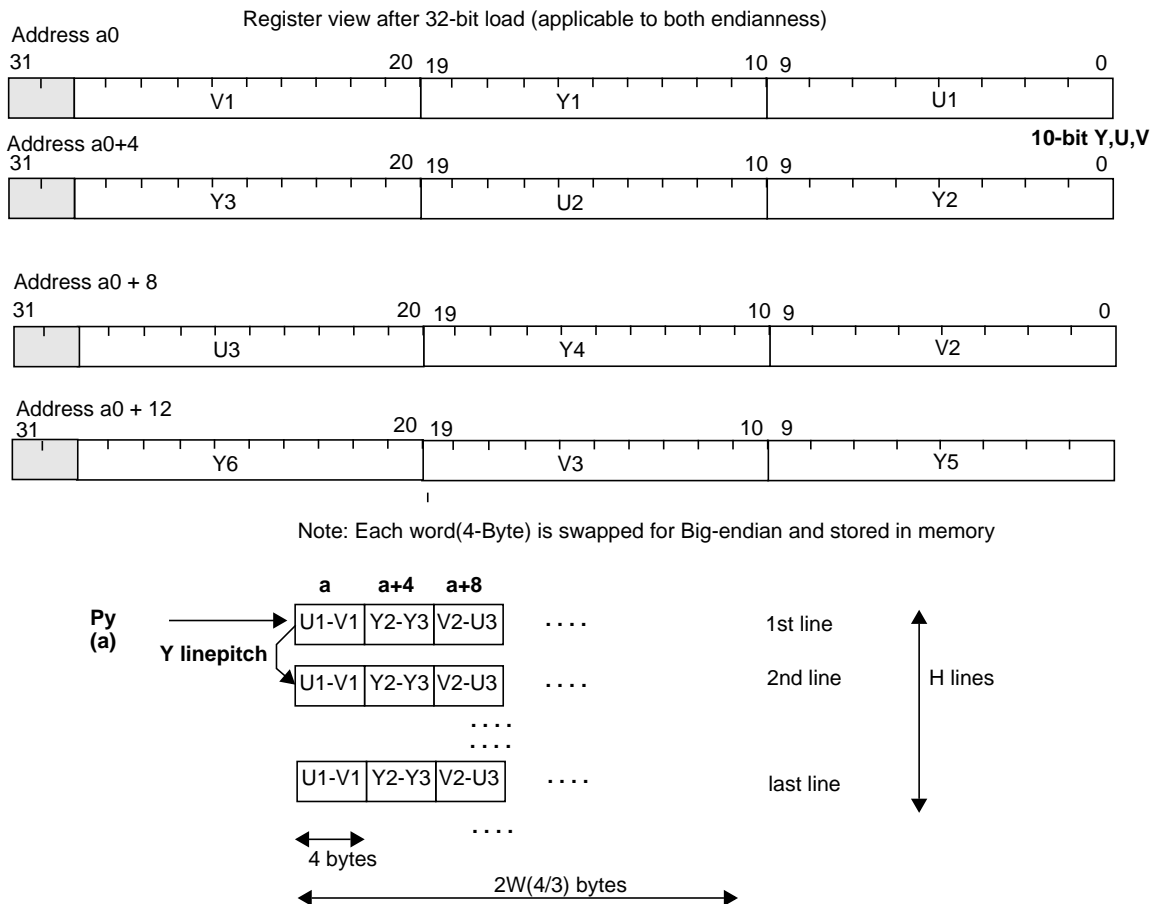 Register view after 32-bit load (applicable to both endianness)
Address a0
31 20 19 10 9 0
V1 Y1 U1
Address a0+4 10-bit Y,U,V
31 20 19 10 9 0
Y3 U2 Y2
Address a0 + 8
31 20 19 10 9 0
U3 Y4 V2
Address a0 + 12
31 20 19 10 9
Y6 V3 Y5
Note: Each word(4-Byte) is swapped for Big-endian and stored in memory
a a+4 a+8
Py U1-V1 Y2-Y3 V2-U3 . . . . 1st line
(a)
Y linepitch
U1-V1 Y2-Y3 V2-U3 . . . . 2nd line H lines
. . . .
. . . .
U1-V1 Y2-Y3 V2-U3 . . . . last line
. . . .
4 bytes
2W(4/3) bytes